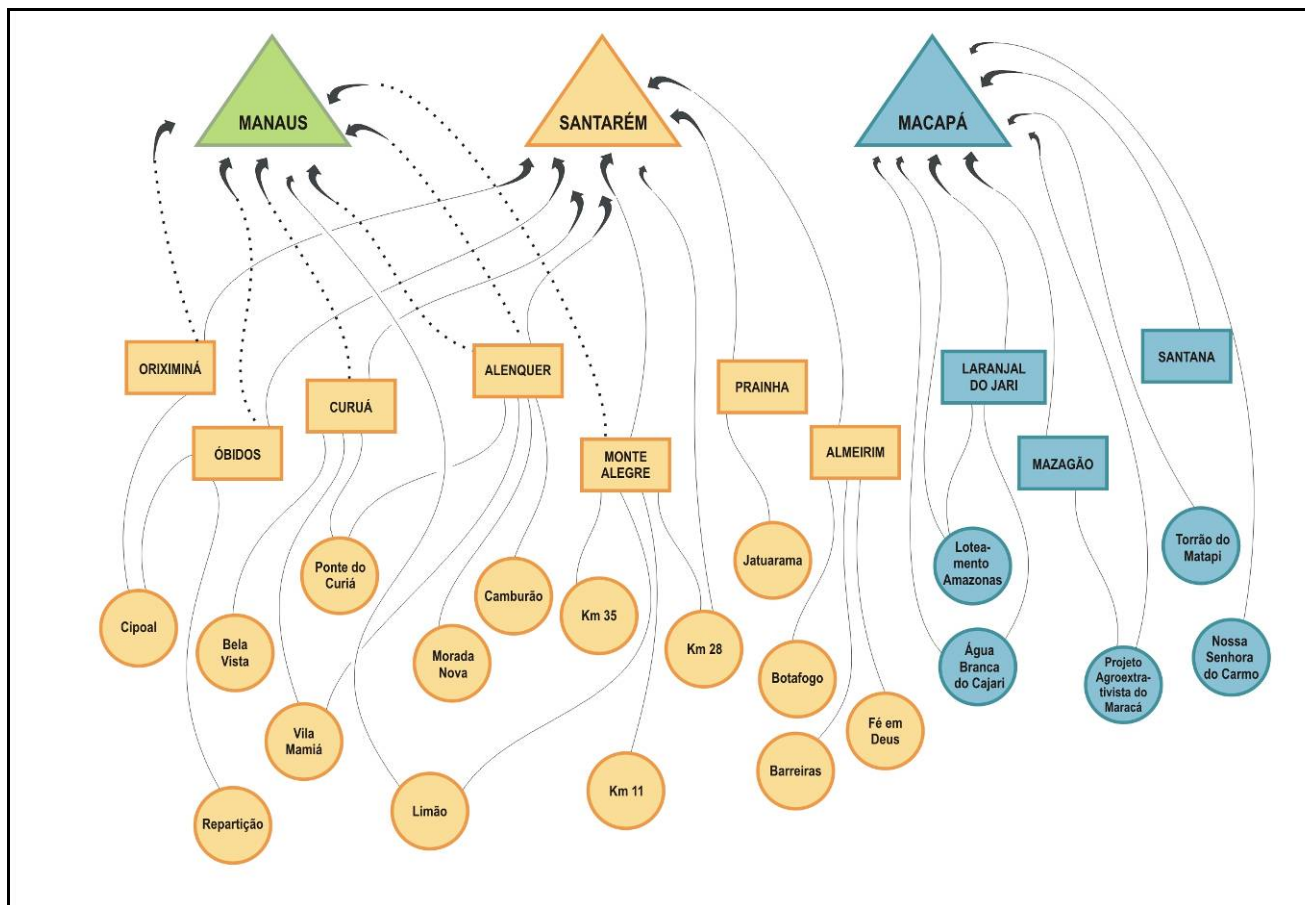 MANAUS
SANTARÉM
MACAPÁ
ORIXIMINÁ
ÓBIDOS
CURUÁ
ALENQUER
MONTE
ALEGRE
PRAINHA
ALMEIRIM
LARANJAL
DO JARI
MAZAGÃO
SANTANA
Cipoal
Repartição
Bela
Vista
Vila
Mamiá
Ponte do
Curiá
Limão
Morada
Nova
Camburão
Km 35
Km 11
Km 28
Jatuarama
Botafogo
Barreiras
Fé em
Deus
Lotea-
mento
Amazonas
Água
Branca
do Cajari
Projeto
Agroextra-
tivista do
Maracá
Torrão do
Matapi
Nossa
Senhora
do Carmo